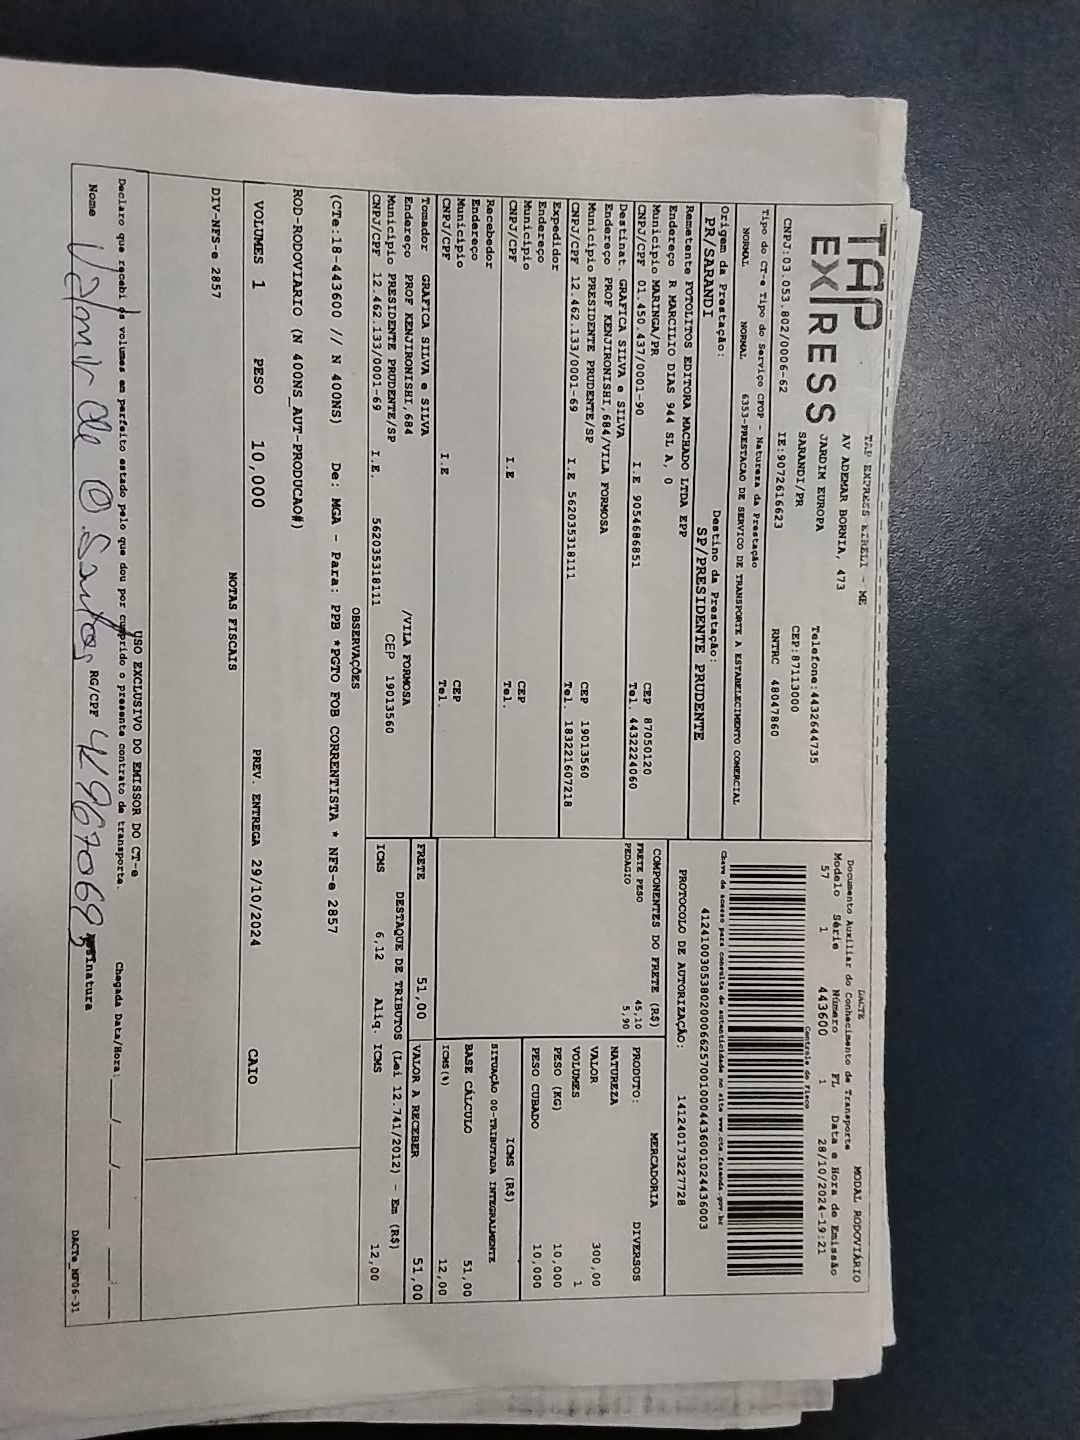 TAP
EXPRESS
TAP EXPRESS EIRELI - ME
AV ADEMAR BORNIA, 473
JARDIM EUROPA
SARANDI/PR
Telefone:4432644735
CEP:87113000
CNPJ:03.053.802/0006-62 IE:9072616623 RNTRC 48047860
Tipo do CT-e Tipo do Serviço CFOP - Natureza da Prestação
NORMAL NORMAL 6353-PRESTACAO DE SERVICO DE TRANSPORTE A ESTABELECIMENTO COMERCIAL
Origem da Prestação: Destino da Prestação:
PR/SARANDI SP/PRESIDENTE PRUDENTE
Remetente FOTOLITOS EDITORA MACHADO LTDA EPP
Endereço R MARCILIO DIAS 944 SL A, 0
Município MARINGA/PR CEP 87050120
CNPJ/CPF 01.450.437/0001-90 I.E 9054686851 Tel. 4432224060
Destinat. GRAFICA SILVA e SILVA
Endereço PROF KENJIRONISHI,684/VILA FORMOSA
Município PRESIDENTE PRUDENTE/SP CEP 19013560
CNPJ/CPF 12.462.133/0001-69 I.E 562035318111 Tel. 183221607218
Expedidor
Endereço
Município CEP
CNPJ/CPF I.E Tel.
Recebedor
Endereço
Município CEP
CNPJ/CPF I.E Tel.
Tomador GRAFICA SILVA e SILVA
Endereço PROF KENJIRONISHI,684 /VILA FORMOSA
Município PRESIDENTE PRUDENTE/SP CEP 19013560
CNPJ/CPF 12.462.133/0001-69 I.E. 562035318111
DACTE MODAL RODOVIÁRIO
Documento Auxiliar do Conhecimento de Transporte
Modelo Série Número FL Data e Hora de Emissão
57 1 443600 1 28/10/2024-19:21
Controle do Fisco
Chave de acesso para consulta de autenticidade no site www.cte.fazenda.gov.br
41241003053802000662570010004436001024436003
PROTOCOLO DE AUTORIZAÇÃO: 141240173227728
COMPONENTES DO FRETE (R$)
FRETE PESO 45,10
PEDAGIO 5,90
MERCADORIA
PRODUTO: DIVERSOS
NATUREZA
VALOR 300,00
VOLUMES 1
PESO (KG) 10,000
PESO CUBADO 10,000
ICMS (R$)
SITUAÇÃO 00-TRIBUTADA INTEGRALMENTE
BASE CÁLCULO 51,00
ICMS(%) 12,00
FRETE 51,00 VALOR A RECEBER 51,00
DESTAQUE DE TRIBUTOS (Lei 12.741/2012) - Em (R$)
ICMS 6,12 Aliq. ICMS 12,00
OBSERVAÇÕES
(CTe:18-443600 // N 400NS) De: MGA - Para: PPB *PGTO FOB CORRENTISTA * NFS-e 2857
ROD-RODOVIARIO (N 400NS_AUT-PRODUCAO#)
VOLUMES 1 PESO 10,000 PREV. ENTREGA 29/10/2024 CAIO
NOTAS FISCAIS
DIV-NFS-e 2857
USO EXCLUSIVO DO EMISSOR DO CT-e
Declaro que recebi os volumes em perfeito estado pelo que dou por cumprido o presente contrato de transporte. Chegada Data/Hora: __/__/____ __:__
Nome de O Santos RG/CPF Assinatura
DACTe_MF06-31